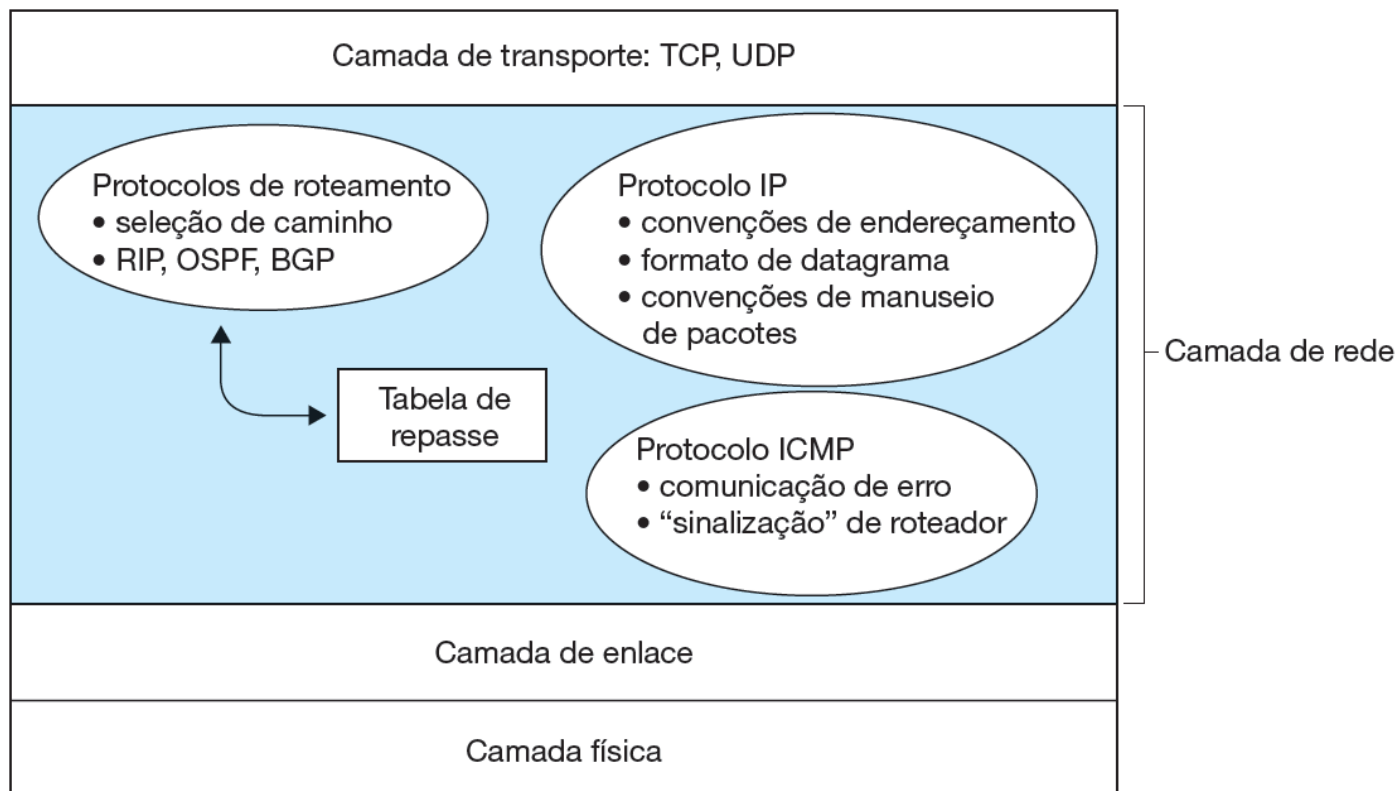 Camada de transporte: TCP, UDP
Protocolos de roteamento
• seleção de caminho
• RIP, OSPF, BGP
Protocolo IP
• convenções de endereçamento
• formato de datagrama
• convenções de manuseio
de pacotes
Camada de rede
Tabela de
repasse
Protocolo ICMP
• comunicação de erro
• “sinalização” de roteador
Camada de enlace
Camada física